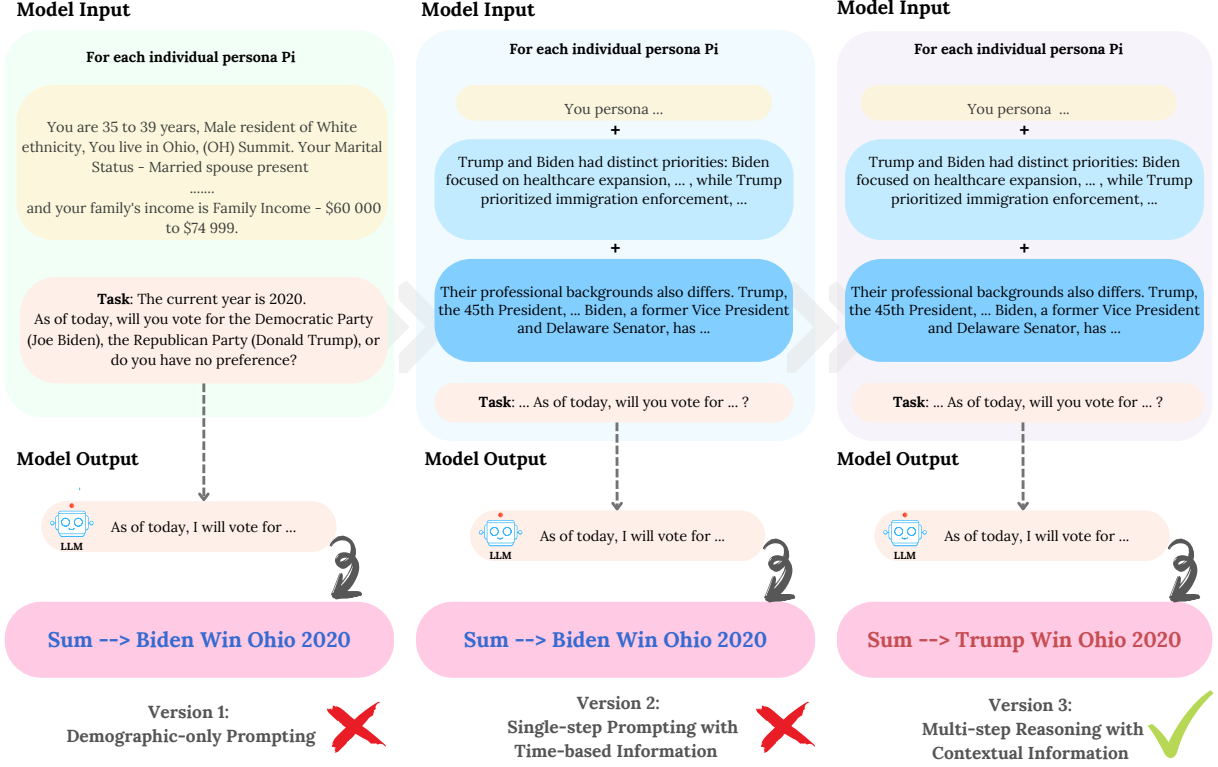 Model Input
For each individual persona Pi
You are 35 to 39 years, Male resident of White
ethnicity, You live in Ohio, (OH) Summit. Your Marital
Status - Married spouse present
.......
and your family's income is Family Income - $60 000
to $74 999.
Task: The current year is 2020.
As of today, will you vote for the Democratic Party
(Joe Biden), the Republican Party (Donald Trump), or
do you have no preference?
Model Output
LLM
As of today, I will vote for ...
Sum --> Biden Win Ohio 2020
Version 1:
Demographic-only Prompting
Model Input
For each individual persona Pi
You persona ...
+
Trump and Biden had distinct priorities: Biden
focused on healthcare expansion, ... , while Trump
prioritized immigration enforcement, ...
+
Their professional backgrounds also differs. Trump,
the 45th President, ... Biden, a former Vice President
and Delaware Senator, has ...
Task: ... As of today, will you vote for ... ?
Model Output
LLM
As of today, I will vote for ...
Sum --> Biden Win Ohio 2020
Version 2:
Single-step Prompting with
Time-based Information
Model Input
For each individual persona Pi
You persona ...
+
Trump and Biden had distinct priorities: Biden
focused on healthcare expansion, ... , while Trump
prioritized immigration enforcement, ...
+
Their professional backgrounds also differs. Trump,
the 45th President, ... Biden, a former Vice President
and Delaware Senator, has ...
Task: ... As of today, will you vote for ... ?
Model Output
LLM
As of today, I will vote for ...
Sum --> Trump Win Ohio 2020
Version 3:
Multi-step Reasoning with
Contextual Information